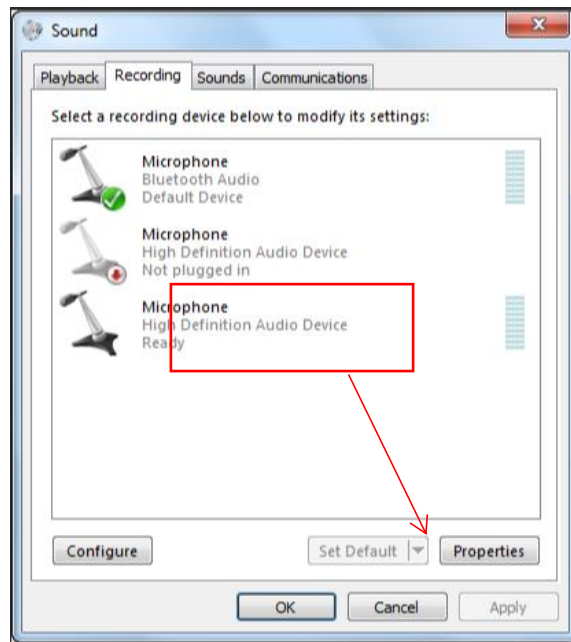 Sound
Playback Recording Sounds Communications
Select a recording device below to modify its settings:
Microphone
Bluetooth Audio
Default Device
Microphone
High Definition Audio Device
Not plugged in
Microphone
High Definition Audio Device
Ready
Configure Set Default Properties
OK Cancel Apply